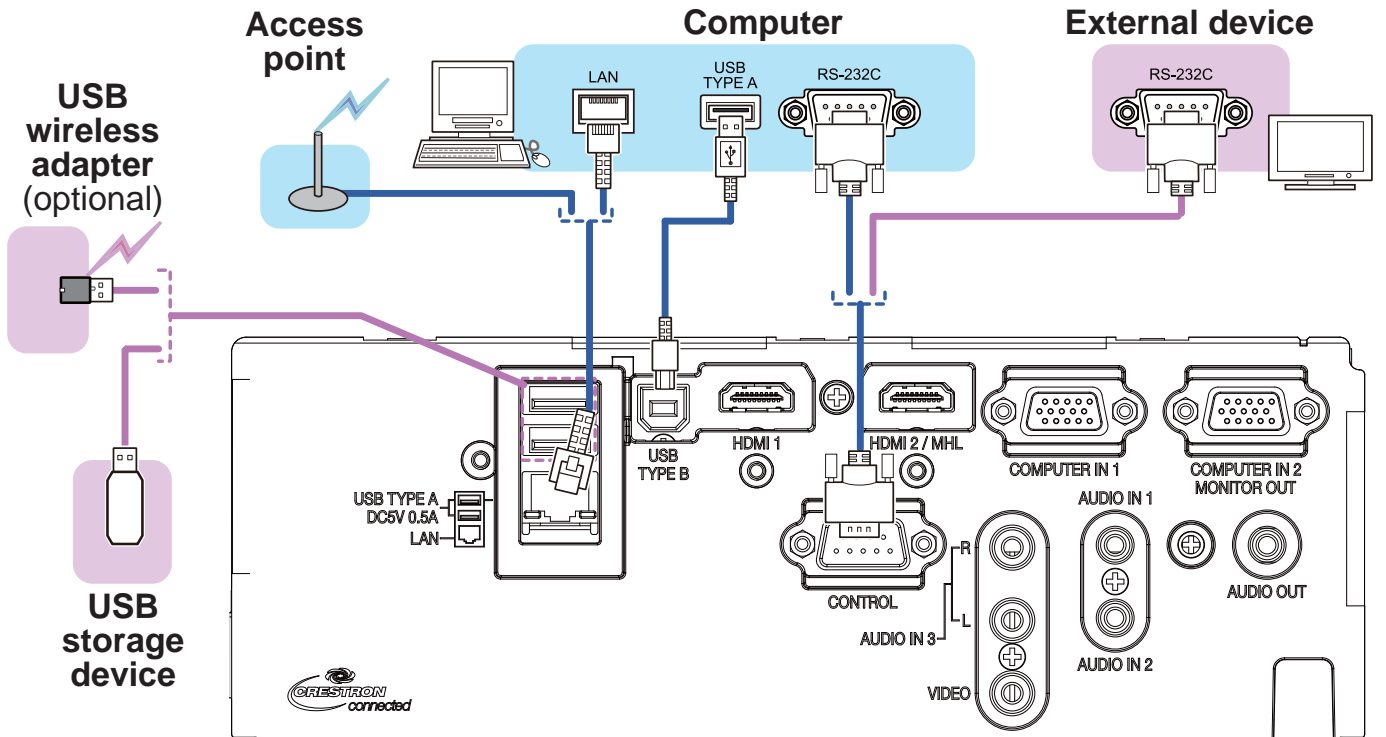 Access
point
Computer
External device
USB
wireless
adapter
(optional)
LAN
USB
TYPE A
RS-232C
RS-232C
USB
storage
device
USB TYPE A
DC5V 0.5A
LAN
USB
TYPE B
HDMI 1
HDMI 2 / MHL
COMPUTER IN 1
COMPUTER IN 2
MONITOR OUT
CONTROL
R
L
AUDIO IN 3
VIDEO
AUDIO IN 1
AUDIO IN 2
AUDIO OUT
CRESTRON
connected